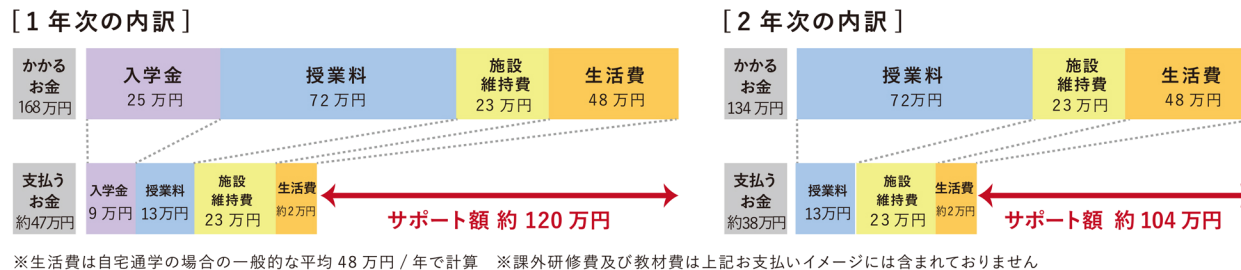 [1年次の内訳]
かかる
お金
168万円
入学金
25万円
授業料
72万円
施設
維持費
23万円
生活費
48万円
支払う
お金
約47万円
入学金
9万円
授業料
13万円
施設
維持費
23万円
生活費
約2万円
サポート額 約120万円
[2年次の内訳]
かかる
お金
134万円
授業料
72万円
施設
維持費
23万円
生活費
48万円
支払う
お金
約38万円
授業料
13万円
施設
維持費
23万円
生活費
約2万円
サポート額 約104万円
※生活費は自宅通学の場合の一般的な平均48万円/年で計算 ※課外研修費及び教材費は上記お支払いイメージには含まれておりません